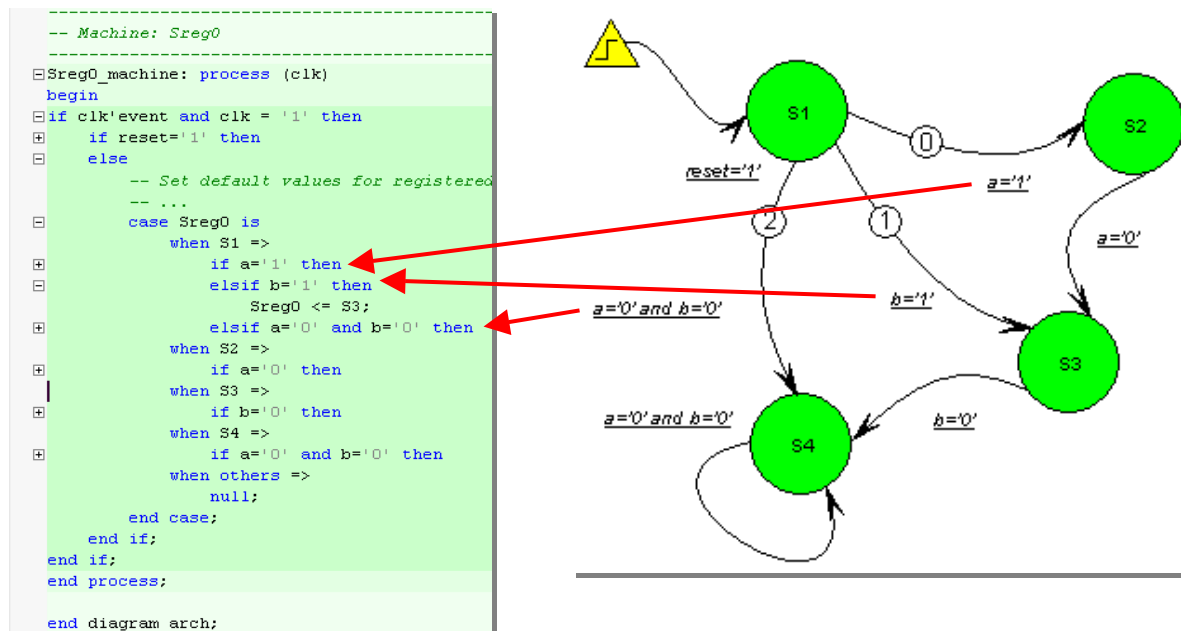 -- Machine: Sreg0
Sreg0_machine: process (clk)
begin
if clk'event and clk = '1' then
if reset='1' then
else
-- Set default values for registered
-- ...
case Sreg0 is
when S1 =>
if a='1' then
elsif b='1' then
Sreg0 <= S3;
elsif a='0' and b='0' then
when S2 =>
if a='0' then
when S3 =>
if b='0' then
when S4 =>
if a='0' and b='0' then
when others =>
null;
end case;
end if;
end if;
end process;
end diagram arch;
S1
S2
0
reset='1'
a='1'
2
1
a='0'
b='1'
a='0' and b='0'
S3
a='0' and b='0'
b='0'
S4